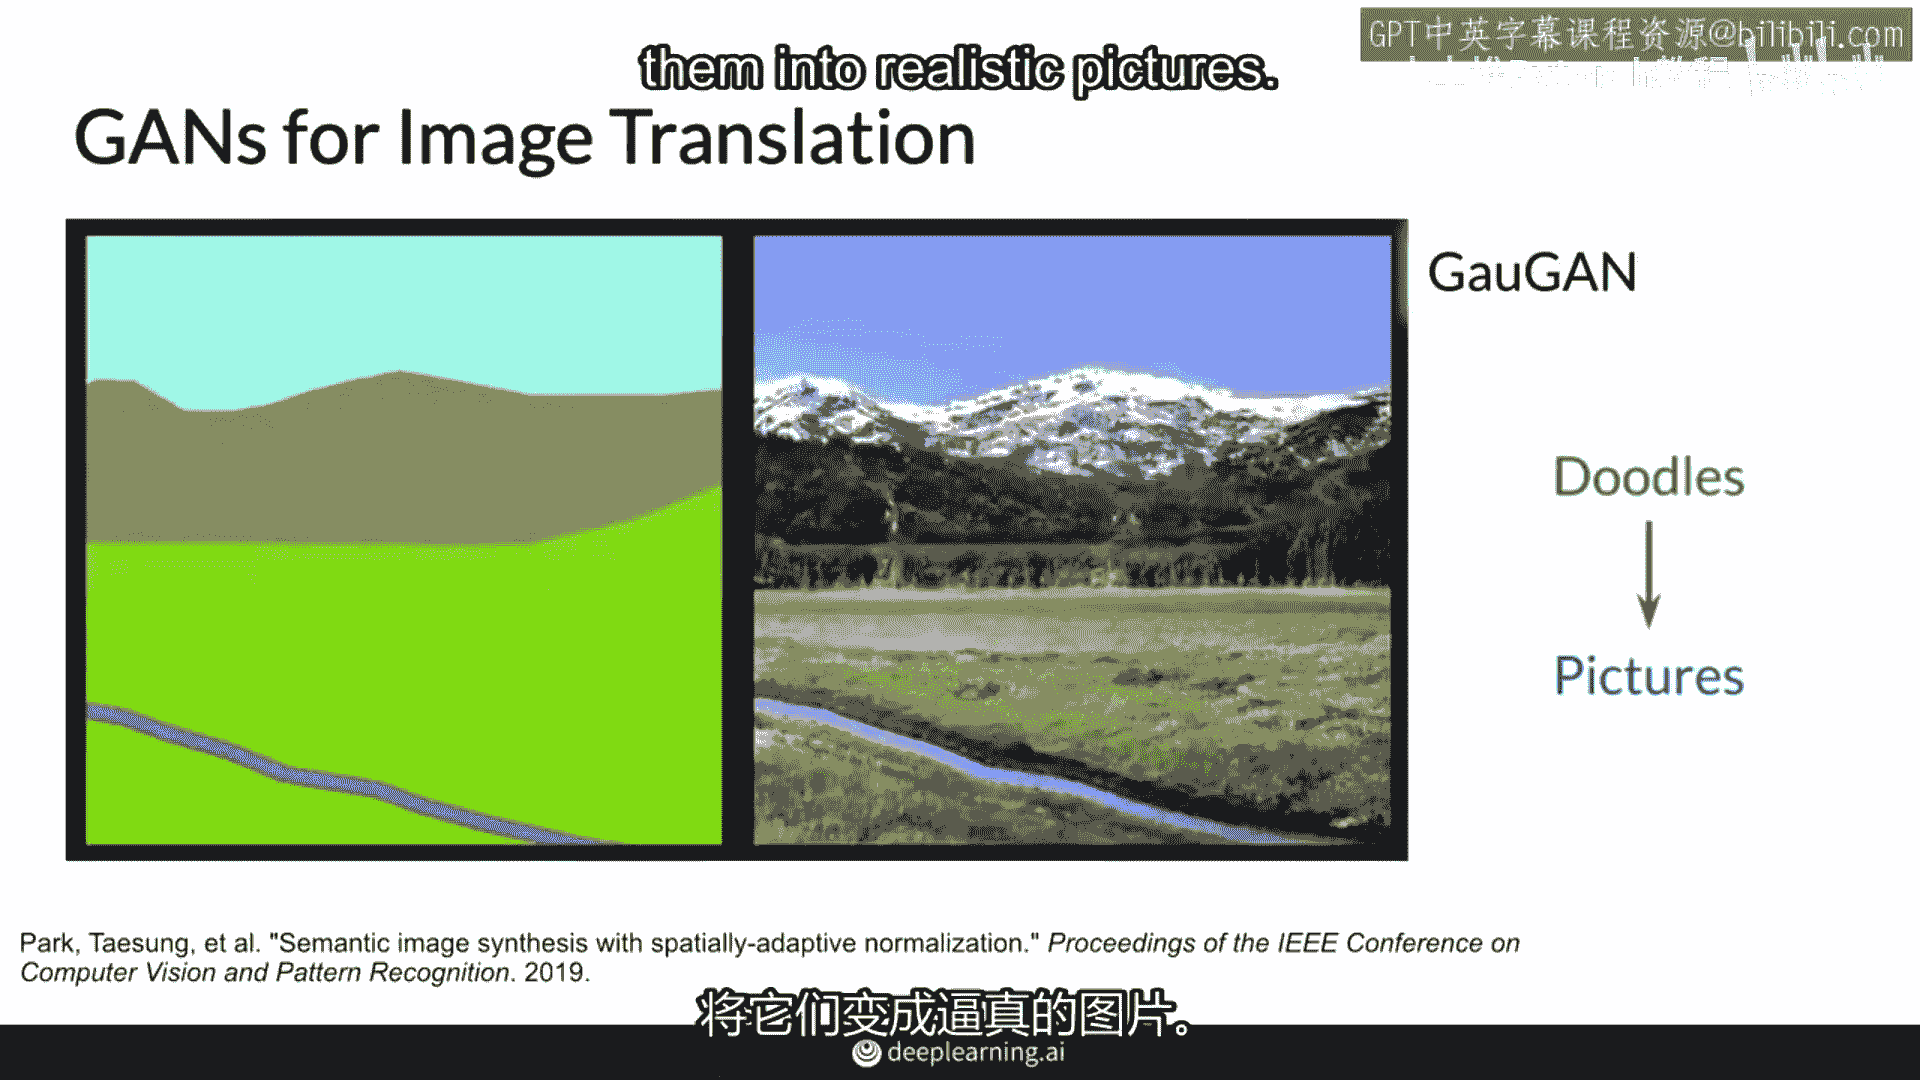 GPT中英字幕课程资源@bilibili.com
them into realistic pictures.
GANs for Image Translation
GauGAN
Doodles
Pictures
Park, Taesung, et al. "Semantic image synthesis with spatially-adaptive normalization." Proceedings of the IEEE Conference on
Computer Vision and Pattern Recognition. 2019.
将它们变成逼真的图片。
deeplearning.ai